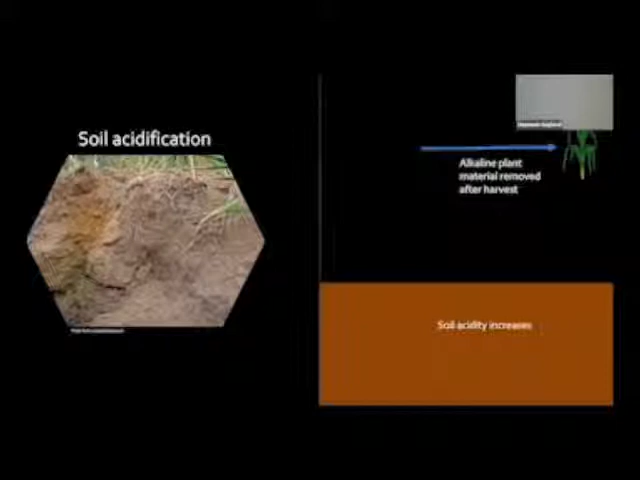 Soil acidification
Alkaline plant
material removed
after harvest
Soil acidity increases